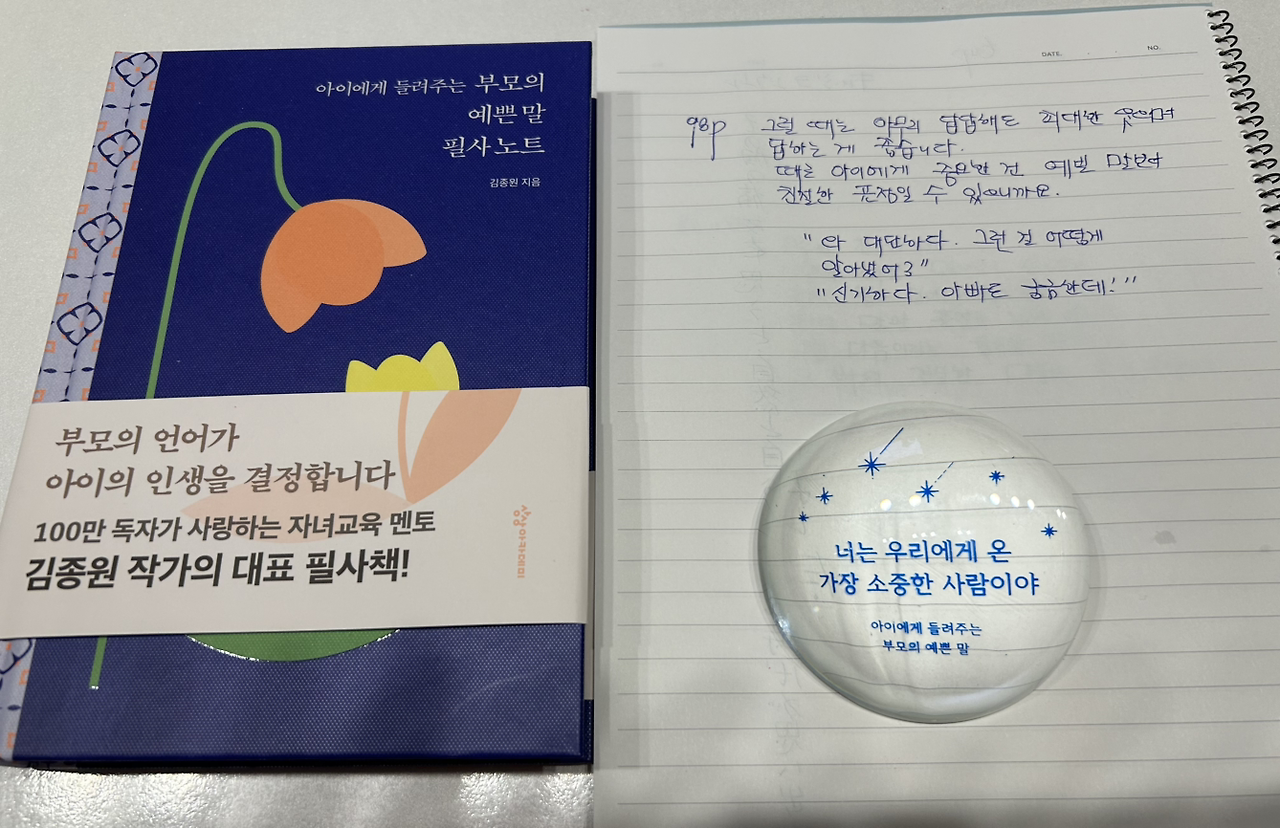 아이에게 들려주는 부모의
예쁜 말
필사 노트
김종원 지음
부모의 언어가
아이의 인생을 결정합니다
100만 독자가 사랑하는 자녀교육 멘토
김종원 작가의 대표 필사책!
상상아카데미
DATE.
NO.
98p
그럴 때는 아무리 답답해도 최대한 웃으며
답하는 게 좋습니다.
때는 아이에게 중요한 건 예쁜 말보다
친절한 표정일 수 있으니까요.
"와 대단하다. 그런 걸 어떻게
알아냈어?"
"신기하다. 아빠도 궁금한데!"
너는 우리에게 온
가장 소중한 사람이야
아이에게 들려주는
부모의 예쁜 말